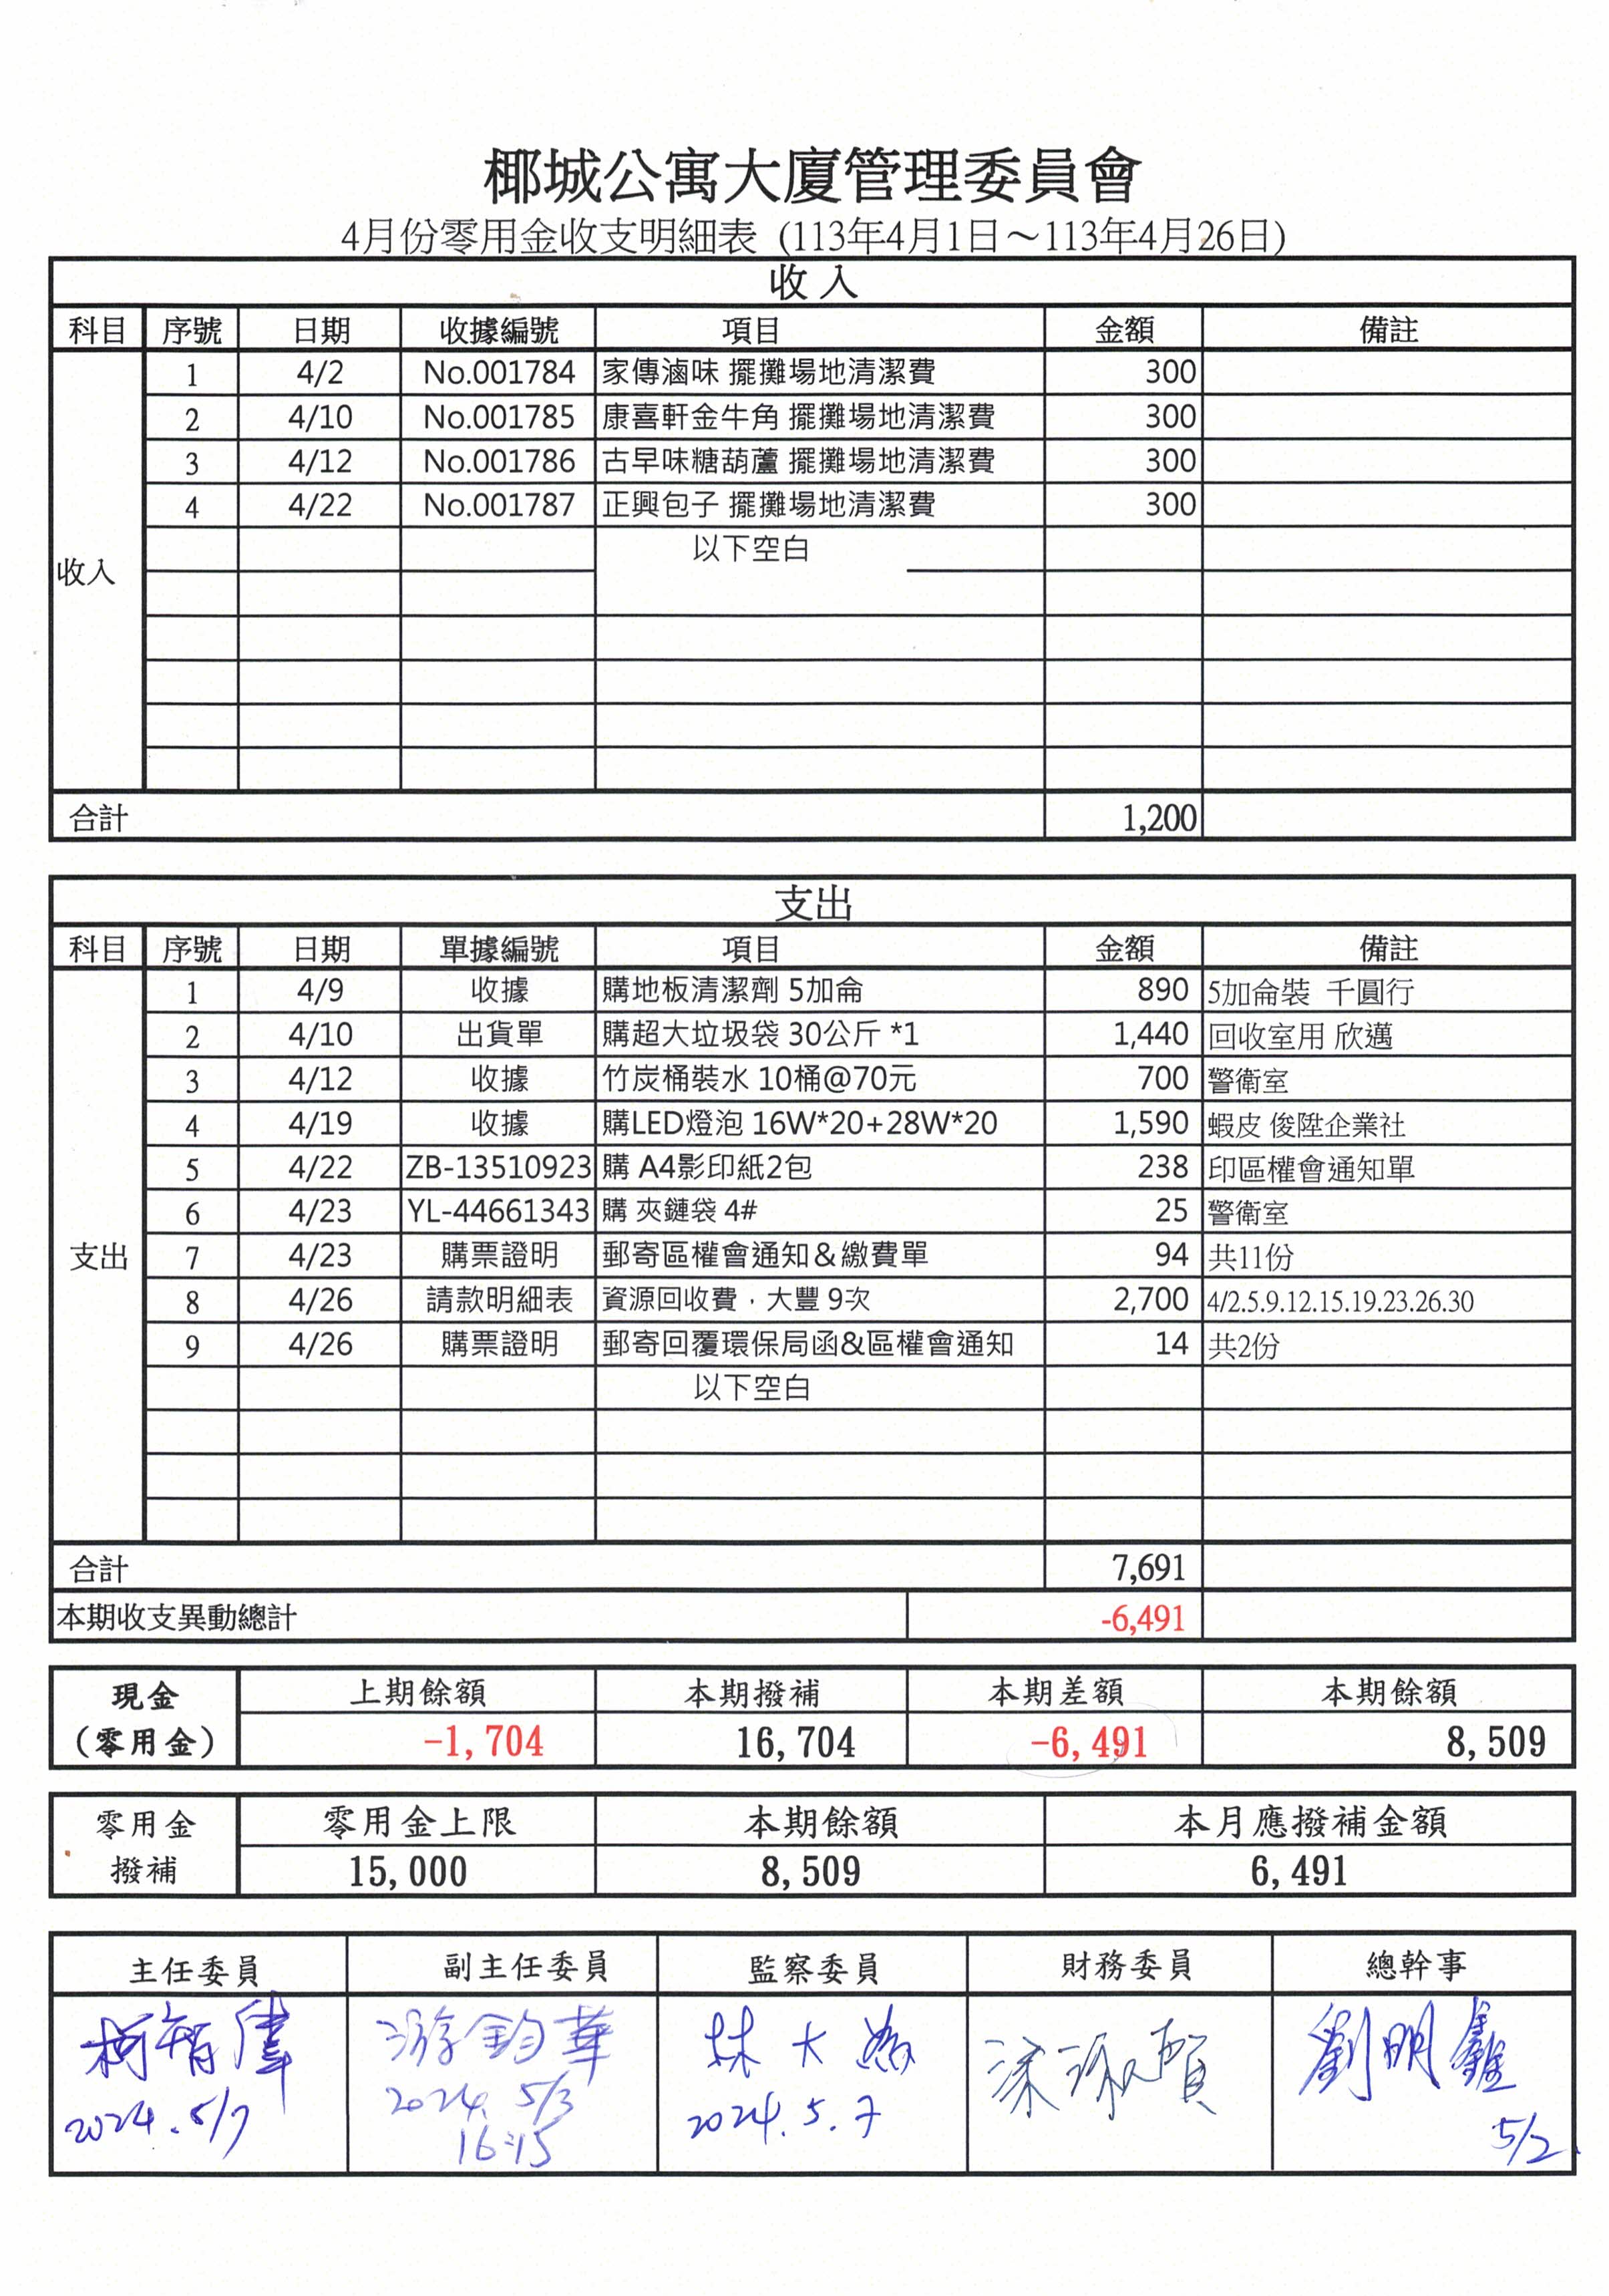 椰城公寓大廈管理委員會
4月份零用金收支明細表 (113年4月1日～113年4月26日)
收入
科目 序號 日期 收據編號 項目 金額 備註
1 4/2 No.001784 家傳滷味 擺攤場地清潔費 300
2 4/10 No.001785 康喜軒金牛角 擺攤場地清潔費 300
3 4/12 No.001786 古早味糖葫蘆 擺攤場地清潔費 300
4 4/22 No.001787 正興包子 擺攤場地清潔費 300
以下空白
收入
合計 1,200
支出
科目 序號 日期 單據編號 項目 金額 備註
1 4/9 收據 購地板清潔劑 5加侖 890 5加侖裝 千圓行
2 4/10 出貨單 購超大垃圾袋 30公斤 *1 1,440 回收室用 欣邁
3 4/12 收據 竹炭桶裝水 10桶@70元 700 警衛室
4 4/19 收據 購LED燈泡 16W*20+28W*20 1,590 蝦皮 俊陞企業社
5 4/22 ZB-13510923 購 A4影印紙2包 238 印區權會通知單
6 4/23 YL-44661343 購 夾鏈袋 4# 25 警衛室
支出 7 4/23 購票證明 郵寄區權會通知＆繳費單 94 共11份
8 4/26 請款明細表 資源回收費，大豐 9次 2,700 4/2.5.9.12.15.19.23.26.30
9 4/26 購票證明 郵寄回覆環保局函&區權會通知 14 共2份
以下空白
合計 7,691
本期收支異動總計 -6,491
現金 上期餘額 本期撥補 本期差額 本期餘額
（零用金） -1,704 16,704 -6,491 8,509
零用金 零用金上限 本期餘額 本月應撥補金額
撥補 15,000 8,509 6,491
主任委員 副主任委員 監察委員 財務委員 總幹事
柯智偉 游鈞華 林大 劉明鑫
2024.5/7 2024. 5/3 2024.5.7 5/2
16:15